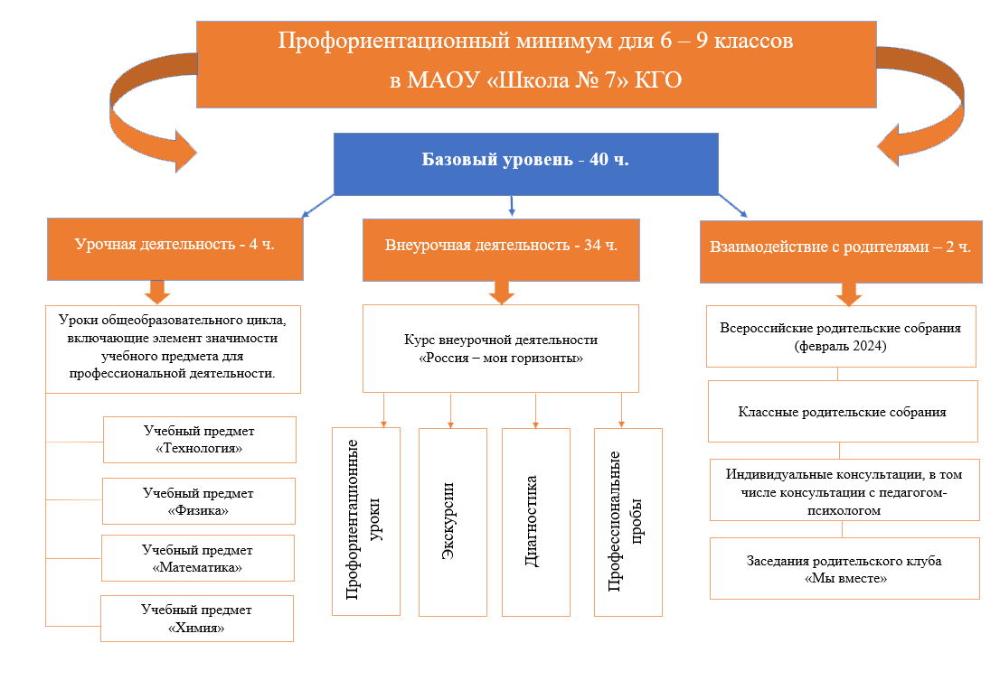 Профориентационный минимум для 6 – 9 классов
в МАОУ «Школа № 7» КГО
Базовый уровень - 40 ч.
Урочная деятельность - 4 ч.
Уроки общеобразовательного цикла,
включающие элемент значимости
учебного предмета для
профессиональной деятельности.
Учебный предмет
«Технология»
Учебный предмет
«Физика»
Учебный предмет
«Математика»
Учебный предмет
«Химия»
Внеурочная деятельность - 34 ч.
Курс внеурочной деятельности
«Россия – мои горизонты»
Профориентационные
уроки
Экскурсии
Диагностика
Профессиональные
пробы
Взаимодействие с родителями – 2 ч.
Всероссийские родительские собрания
(февраль 2024)
Классные родительские собрания
Индивидуальные консультации, в том
числе консультации с педагогом-
психологом
Заседания родительского клуба
«Мы вместе»